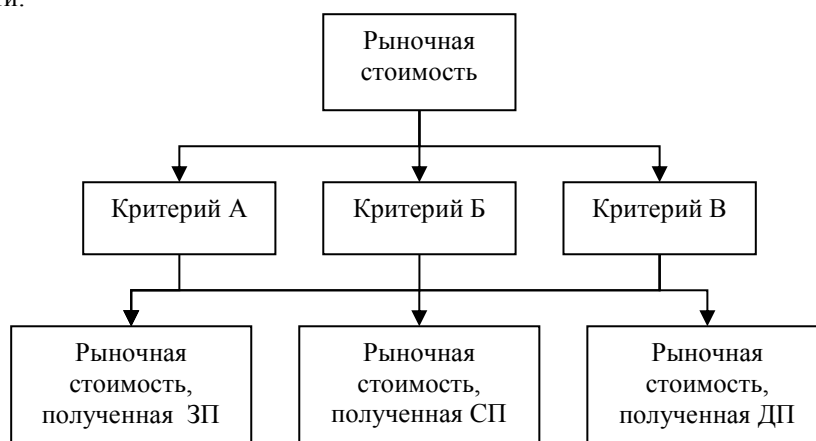 Рыночная
стоимость
Критерий А
Критерий Б
Критерий В
Рыночная
стоимость,
полученная ЗП
Рыночная
стоимость,
полученная СП
Рыночная
стоимость,
полученная ДП